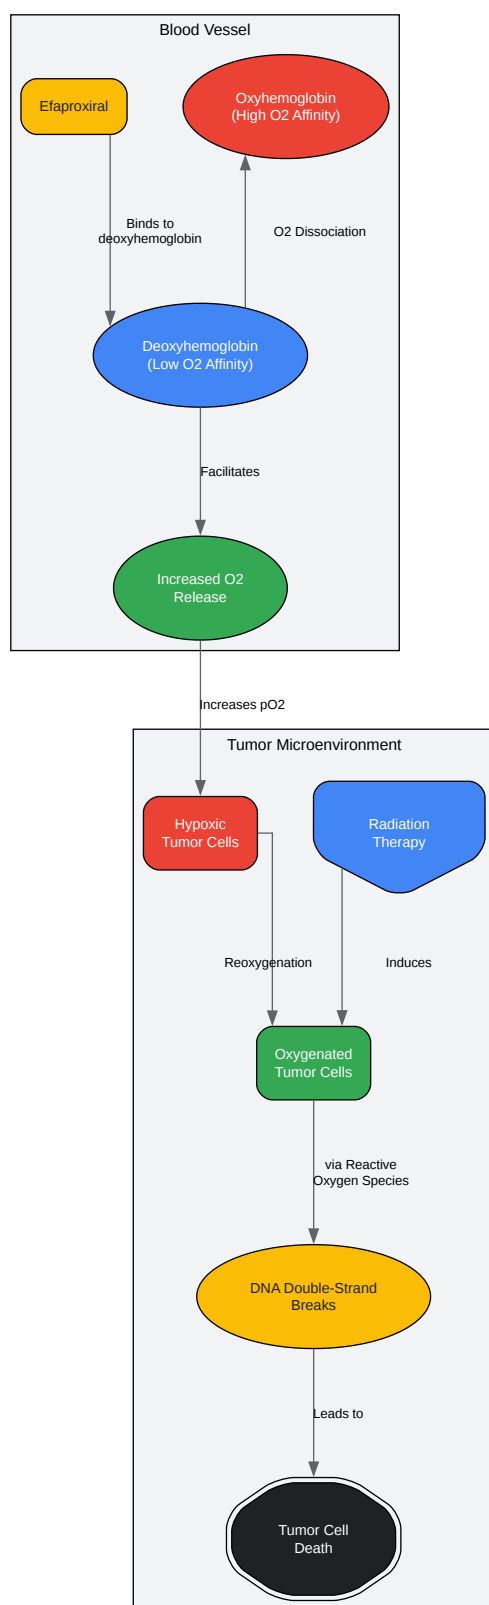 Blood Vessel
Efaproxiral
Oxyhemoglobin
(High O2 Affinity)
Binds to
deoxyhemoglobin
O2 Dissociation
Deoxyhemoglobin
(Low O2 Affinity)
Facilitates
Increased O2
Release
Increases pO2
Tumor Microenvironment
Hypoxic
Tumor Cells
Radiation
Therapy
Reoxygenation
Induces
Oxygenated
Tumor Cells
via Reactive
Oxygen Species
DNA Double-Strand
Breaks
Leads to
Tumor Cell
Death